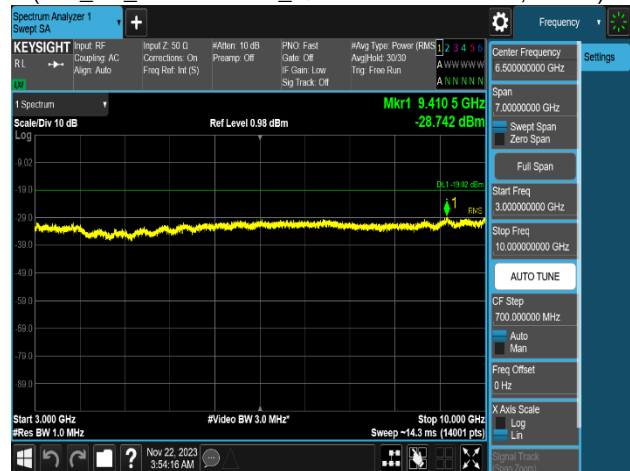 Spectrum Analyzer 1
Swept SA
Frequency
KEYSIGHT
Input: RF
Coupling: AC
Align: Auto
RL
LXI
Input Z: 50 Ω
Corrections: On
Freq Ref: Int (S)
#Atten: 10 dB
Preamp: Off
PNO: Fast
Gate: Off
IF Gain: Low
Sig Track: Off
#Avg Type: Power (RMS
Avg|Hold: 30/30
Trig: Free Run
1 2 3 4 5 6
A W W W W W
A N N N N N
Center Frequency
6.500000000 GHz
Settings
1 Spectrum
Mkr1 9.410 5 GHz
-28.742 dBm
Scale/Div 10 dB
Ref Level 0.98 dBm
Log
-9.02
-19.0
-29.0
-39.0
-49.0
-59.0
-69.0
-79.0
-89.0
DL1 -19.02 dBm
1
RMS
Span
7.00000000 GHz
Swept Span
Zero Span
Full Span
Start Freq
3.000000000 GHz
Stop Freq
10.000000000 GHz
AUTO TUNE
CF Step
700.000000 MHz
Auto
Man
Freq Offset
0 Hz
X Axis Scale
Log
Lin
Signal Track
(Span Zoom)
Start 3.000 GHz
#Video BW 3.0 MHz*
Stop 10.000 GHz
#Res BW 1.0 MHz
Sweep ~14.3 ms (14001 pts)
?
Nov 22, 2023
3:54:16 AM